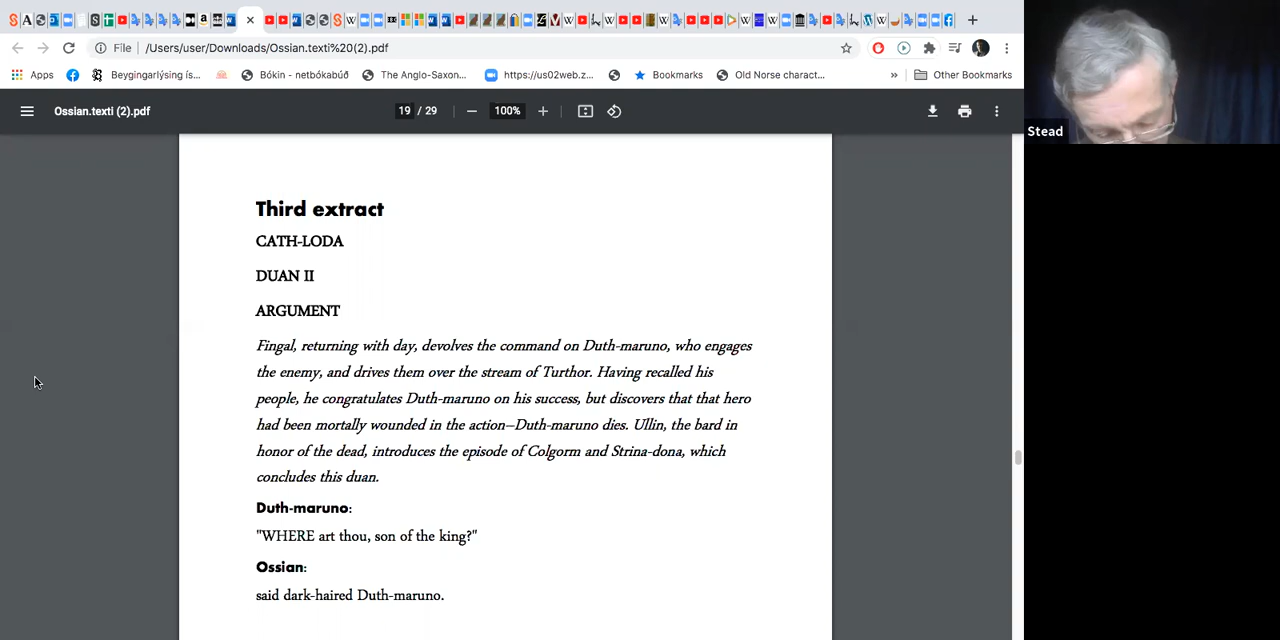 File /Users/user/Downloads/Ossian.texti%20(2).pdf
Apps Beygingarlýsing ís... Bókin - netbókabúð The Anglo-Saxon... https://us02web.z... Bookmarks Old Norse charact... » Other Bookmarks
Ossian.texti (2).pdf 19 / 29 100%
Stead
Third extract
CATH-LODA
DUAN II
ARGUMENT
Fingal, returning with day, devolves the command on Duth-maruno, who engages
the enemy, and drives them over the stream of Turthor. Having recalled his
people, he congratulates Duth-maruno on his success, but discovers that that hero
had been mortally wounded in the action—Duth-maruno dies. Ullin, the bard in
honor of the dead, introduces the episode of Colgorm and Strina-dona, which
concludes this duan.
Duth-maruno:
"WHERE art thou, son of the king?"
Ossian:
said dark-haired Duth-maruno.